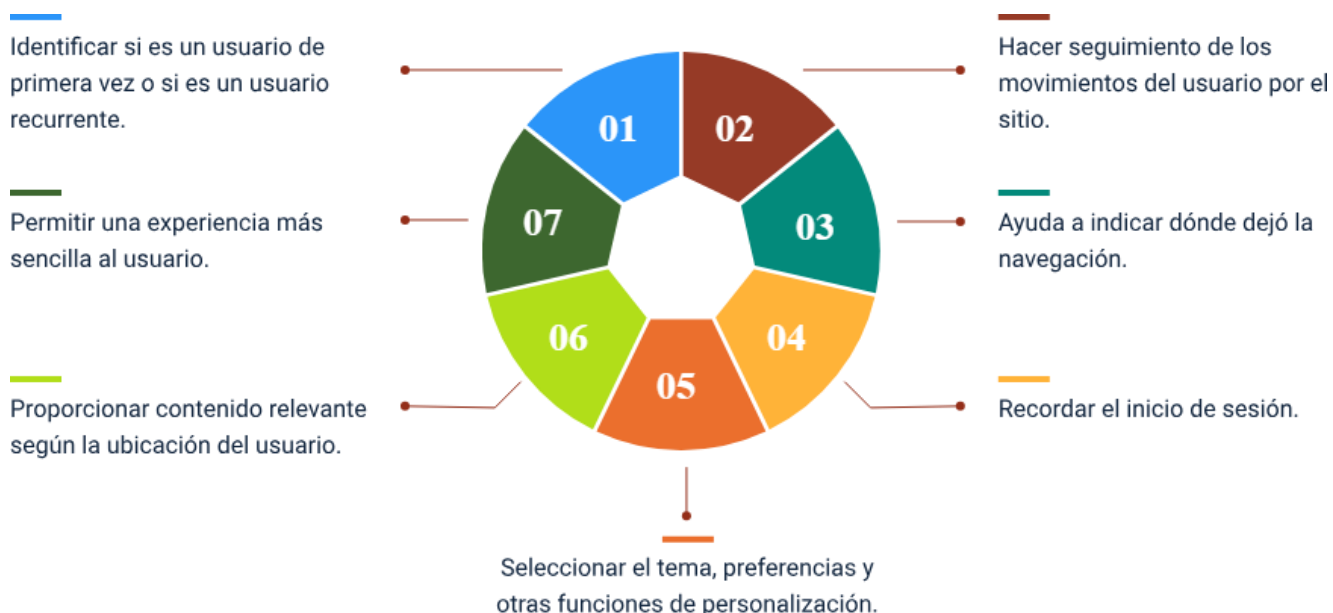 Identificar si es un usuario de
primera vez o si es un usuario
recurrente.
01
02
Hacer seguimiento de los
movimientos del usuario por el
sitio.
Permitir una experiencia más
sencilla al usuario.
07
03
Ayuda a indicar dónde dejó la
navegación.
Proporcionar contenido relevante
según la ubicación del usuario.
06
05
04
Recordar el inicio de sesión.
Seleccionar el tema, preferencias y
otras funciones de personalización.